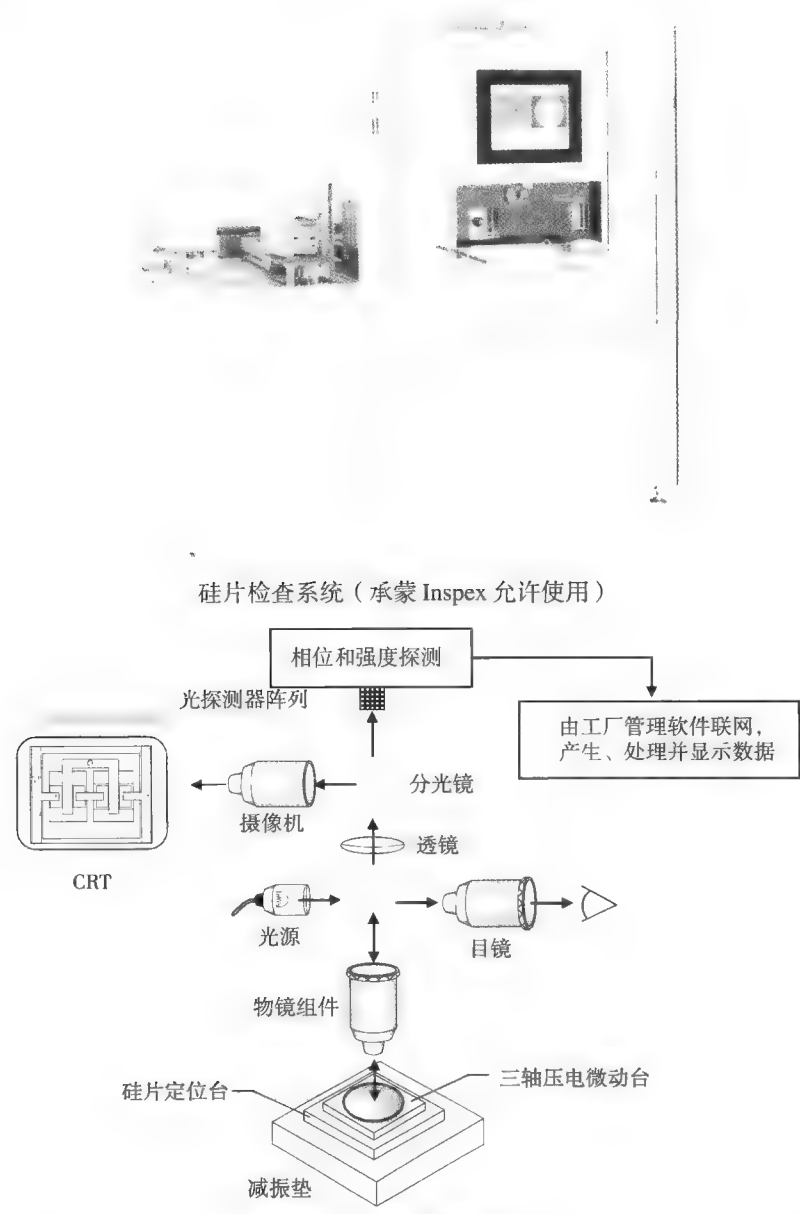 硅片检查系统（承蒙 Inspex 允许使用）
相位和强度探测
光探测器阵列
由工厂管理软件联网，
产生、处理并显示数据
分光镜
摄像机
透镜
CRT
光源
目镜
物镜组件
硅片定位台
三轴压电微动台
减振垫